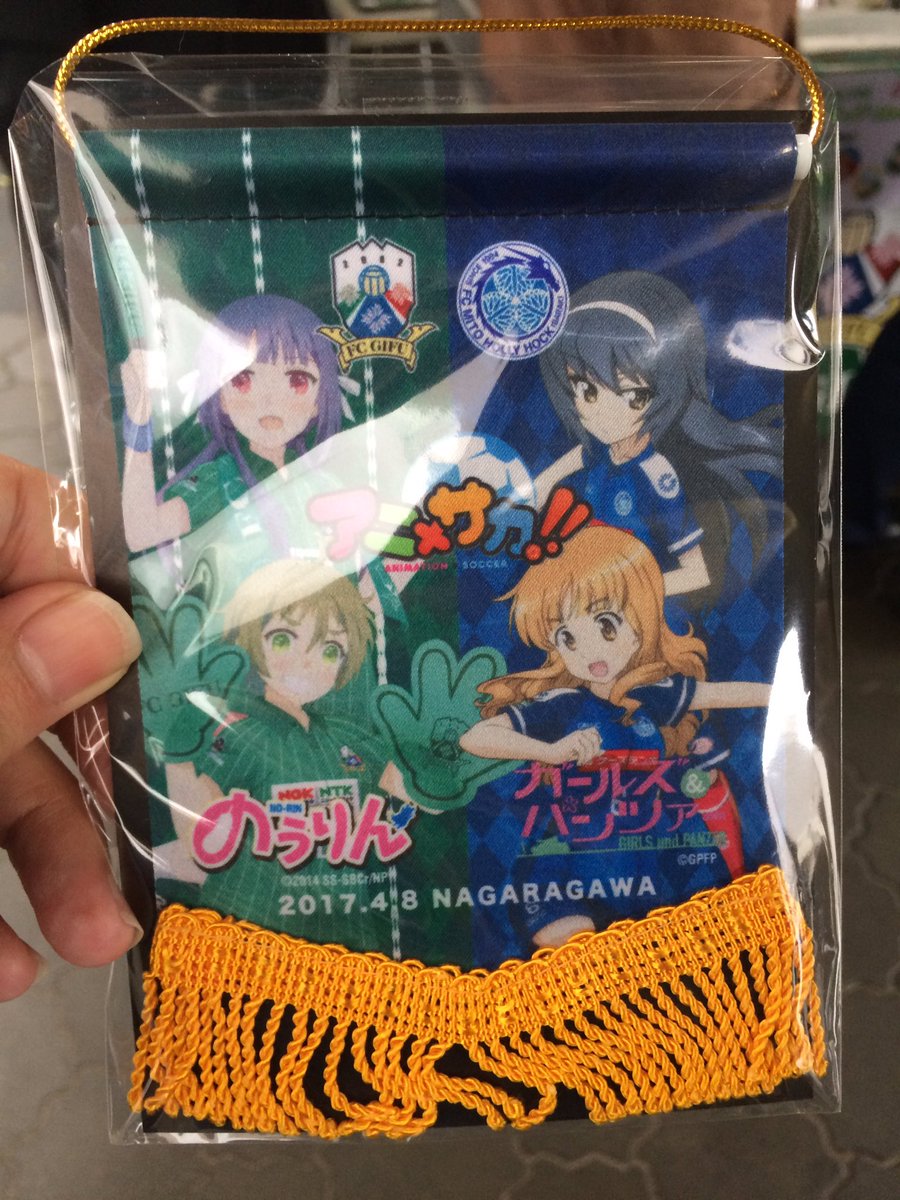 2002
FC GIFU
FC MITO HOLLY HOCK
アニ×サカ!!
ANIMATION × SOCCER
NGK NTK
NO-RIN
のうりん
©2014 SS・SBCr/NP
ガールズ&
パンツァー
GIRLS und PANZER
©GPFP
2017.4.8 NAGARAGAWA